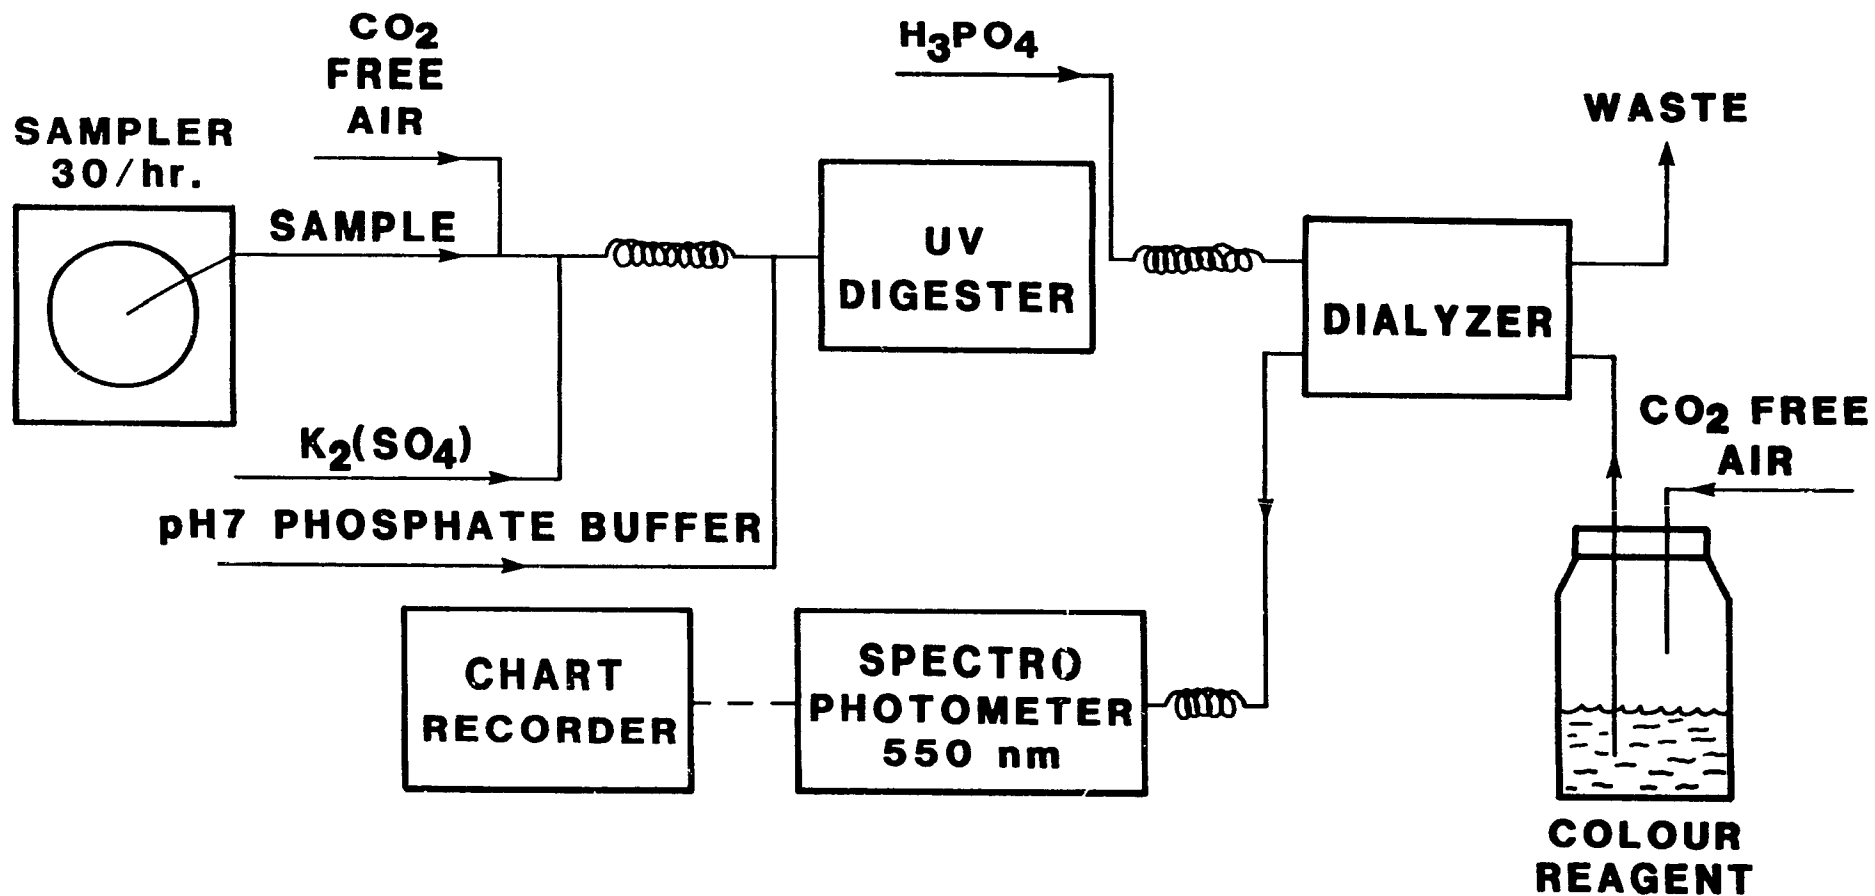 CO2
FREE
AIR
H3PO4
WASTE
SAMPLER
30/hr.
SAMPLE
UV
DIGESTER
DIALYZER
K2(SO4)
pH7 PHOSPHATE BUFFER
CO2 FREE
AIR
CHART
RECORDER
SPECTRO
PHOTOMETER
550 nm
COLOUR
REAGENT